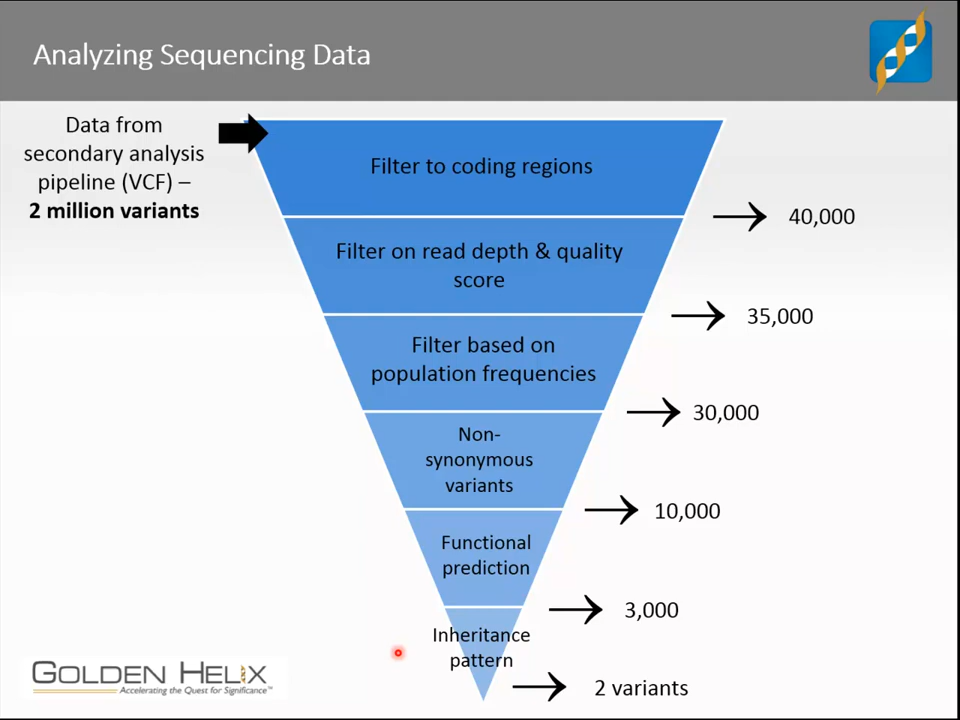 Analyzing Sequencing Data
Data from
secondary analysis
pipeline (VCF) –
2 million variants
Filter to coding regions
40,000
Filter on read depth & quality
score
35,000
Filter based on
population frequencies
30,000
Non-
synonymous
variants
10,000
Functional
prediction
3,000
Inheritance
pattern
2 variants
GOLDEN HELIX
Accelerating the Quest for Significance™